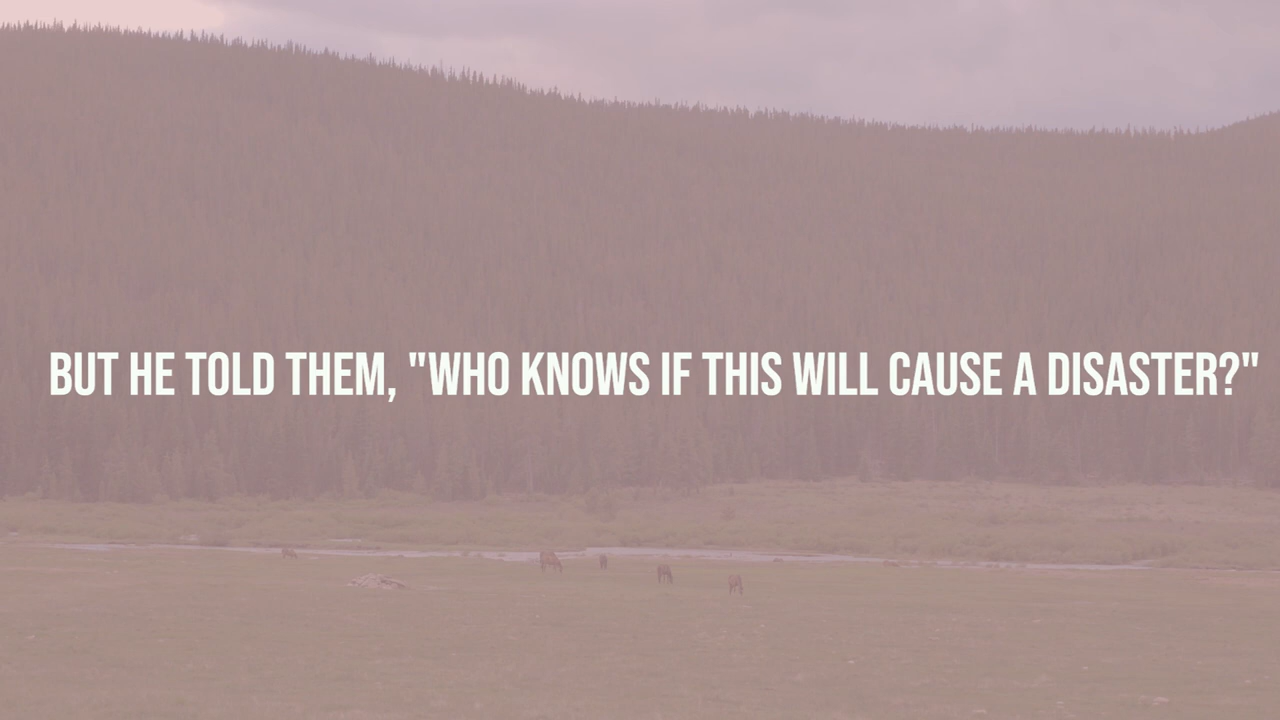 BUT HE TOLD THEM, "WHO KNOWS IF THIS WILL CAUSE A DISASTER?"